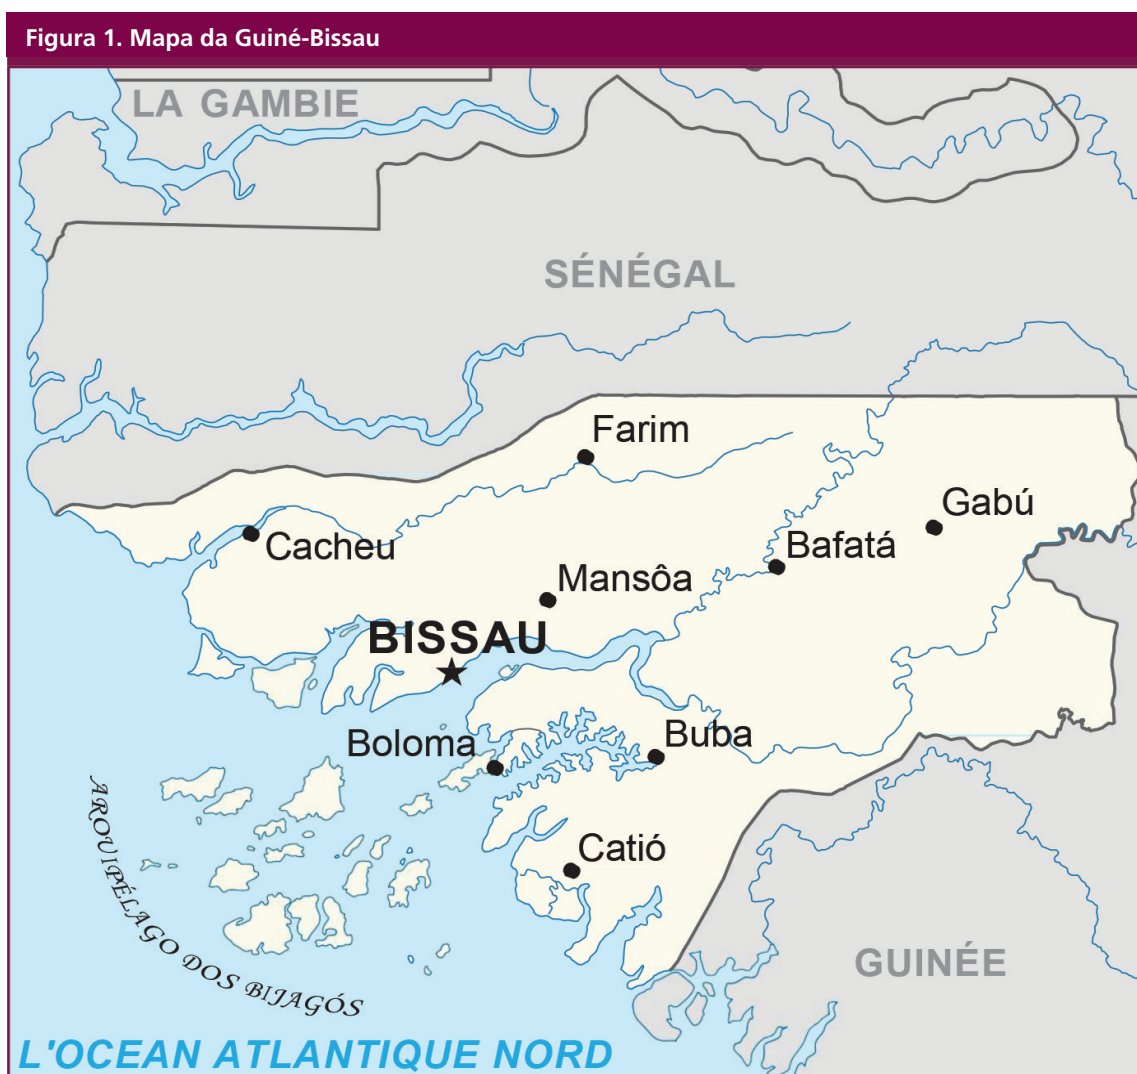 Figura 1. Mapa da Guiné-Bissau
LA GAMBIE
SÉNÉGAL
Farim
Gabú
Cacheu
Bafatá
Mansôa
BISSAU
Boloma
Buba
Catió
AROUIPÉLAGO DOS BIJAGÓS
GUINÉE
L'OCEAN ATLANTIQUE NORD